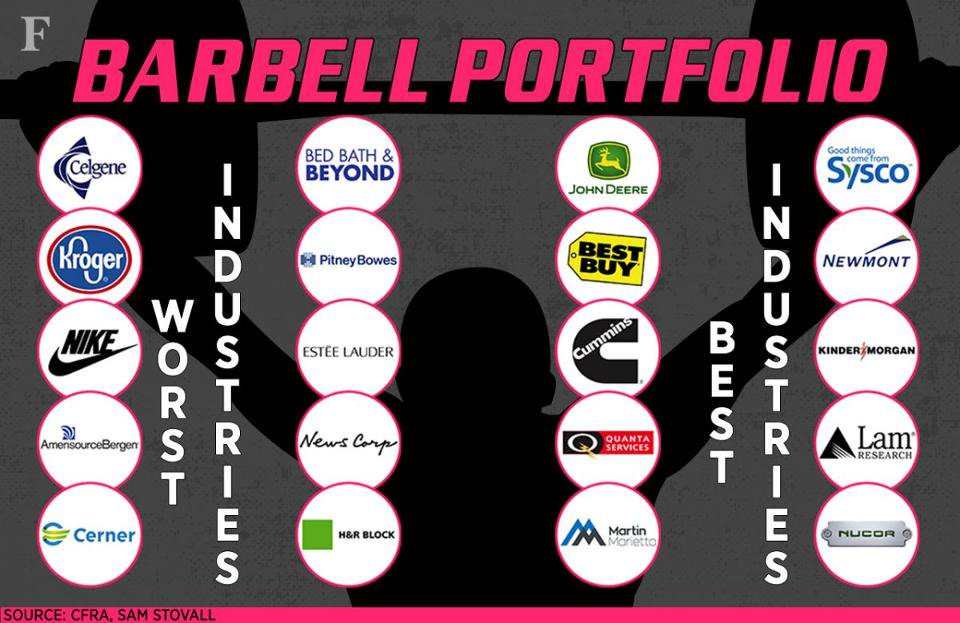 F
BARBELL PORTFOLIO
Celgene
Kröger
NIKE
AmerisourceBergen
Cerner
WORST
INDUSTRIES
BED BATH &
BEYOND
PitneyBowes
ESTĒE LAUDER
News Corp
H&R BLOCK
JOHN DEERE
BEST
BUY
Cummins
QUANTA
SERVICES
Martin
Marietta
BEST
INDUSTRIES
Good things
come from
Sysco
NEWMONT
KINDER MORGAN
Lam
RESEARCH
NUCOR
SOURCE: CFRA, SAM STOVALL